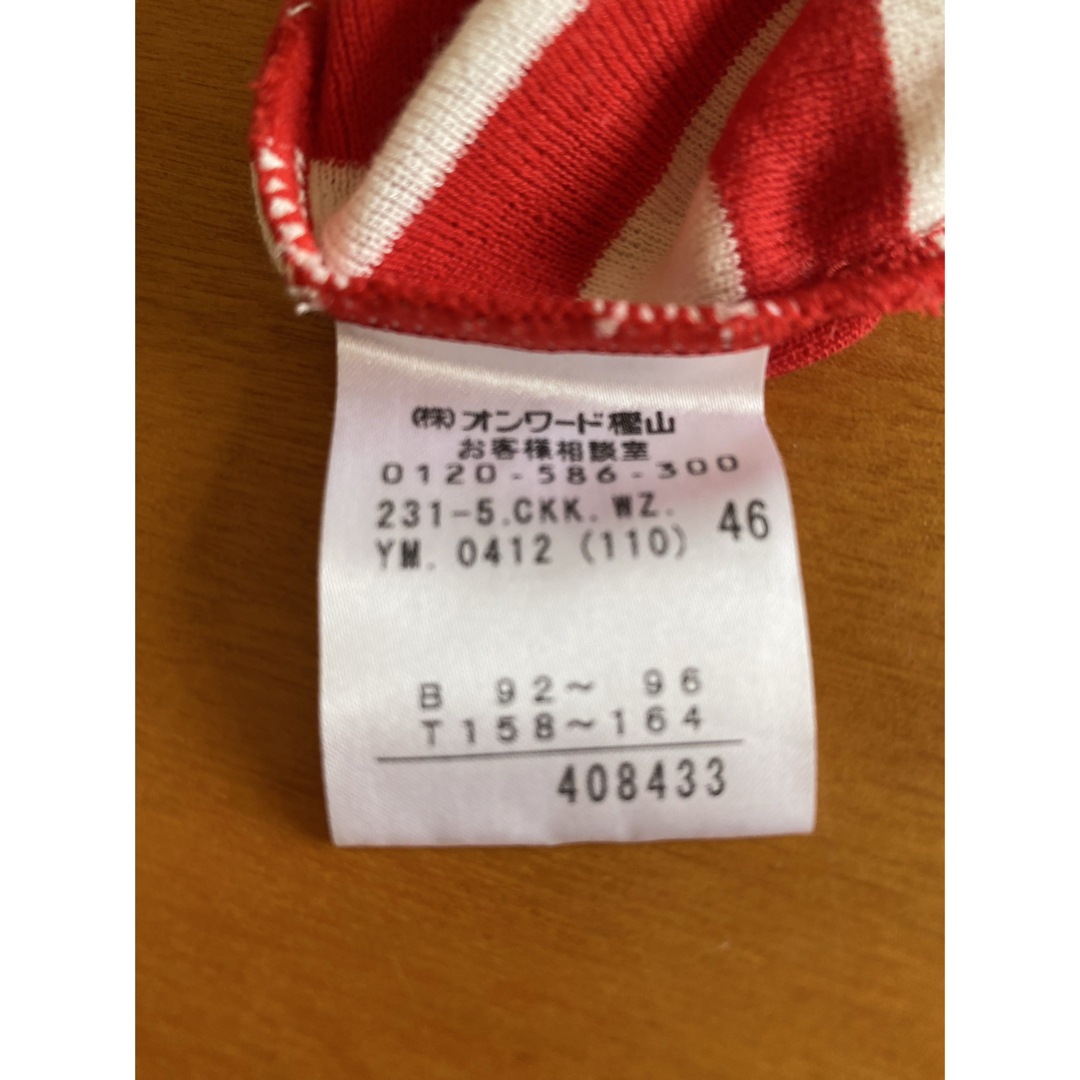 (株)オンワード樫山
お客様相談室
0120-586-300
231-5.CKK.WZ. 46
YM. 0412 (110)
B 92~ 96
T158~164
408433